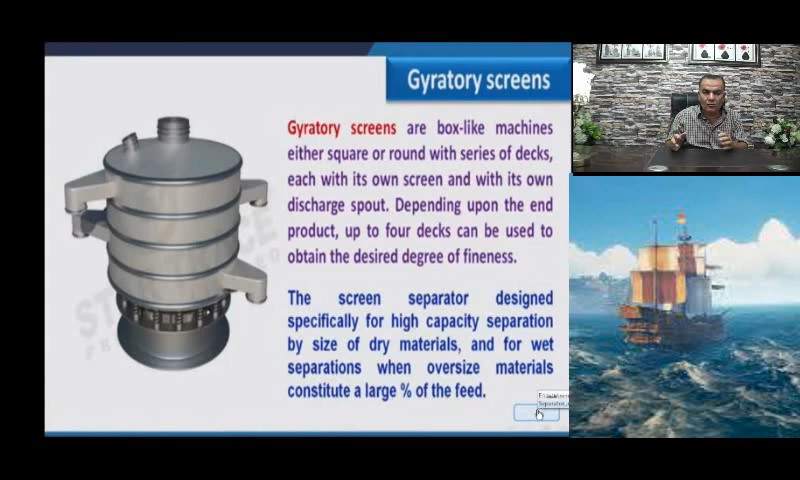 Gyratory screens
Gyratory screens are box-like machines
either square or round with series of decks,
each with its own screen and with its own
discharge spout. Depending upon the end
product, up to four decks can be used to
obtain the desired degree of fineness.
The screen separator designed
specifically for high capacity separation
by size of dry materials, and for wet
separations when oversize materials
constitute a large % of the feed.